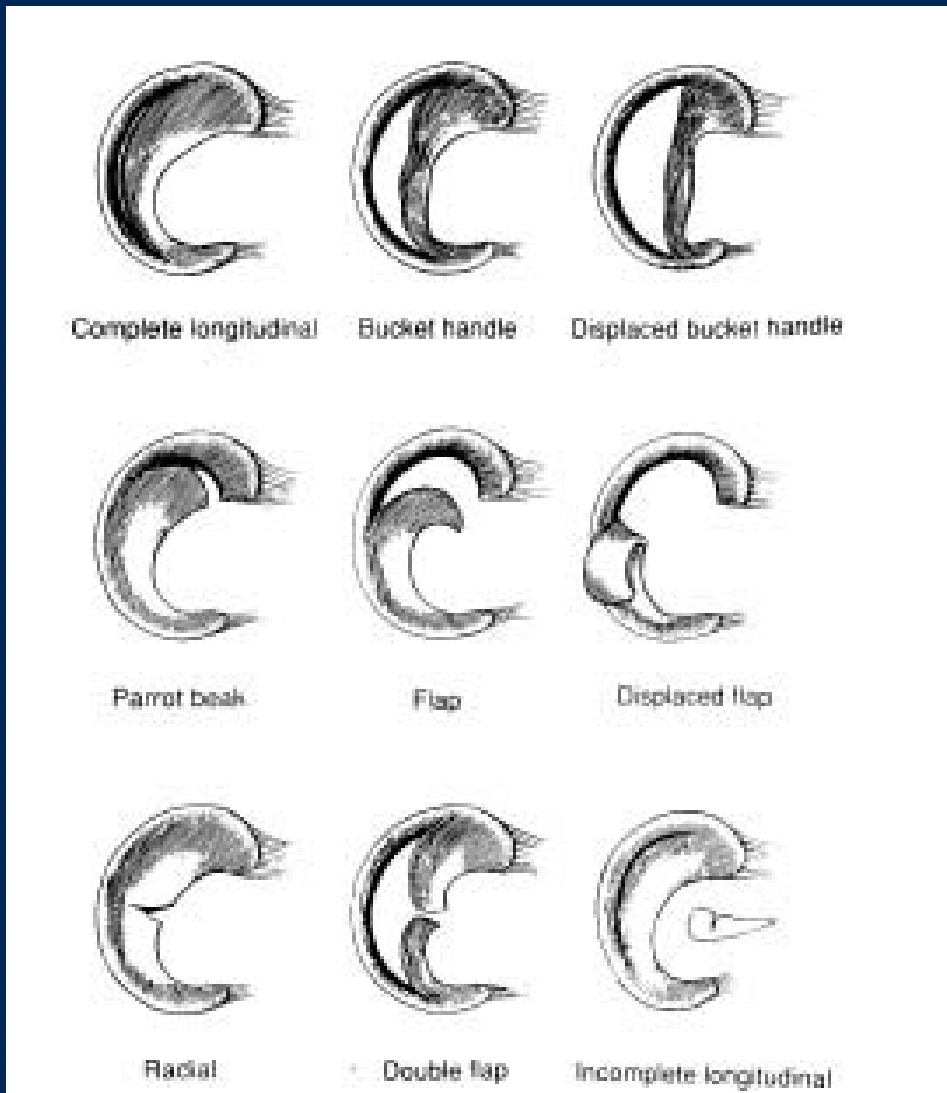 Complete longitudinal
Bucket handle
Displaced bucket handle
Parrot beak
Flap
Displaced flap
Radial
Double flap
Incomplete longitudinal